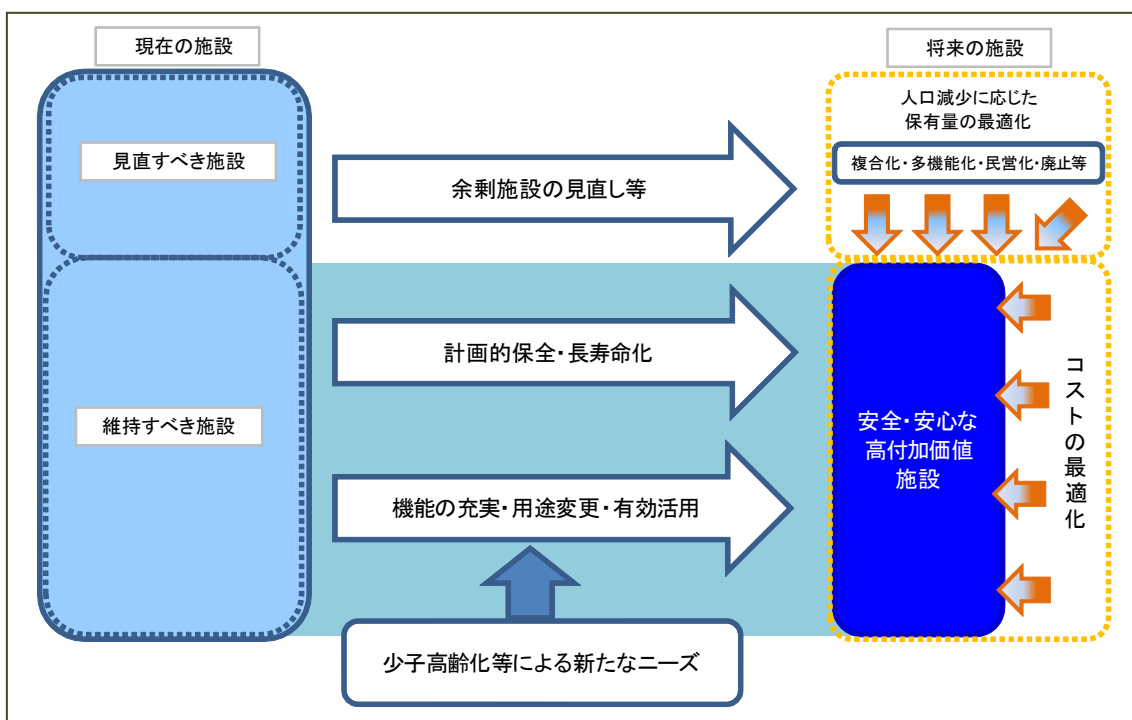 現在の施設
将来の施設
見直すべき施設
余剰施設の見直し等
人口減少に応じた
保有量の最適化
複合化・多機能化・民営化・廃止等
維持すべき施設
計画的保全・長寿命化
機能の充実・用途変更・有効活用
少子高齢化等による新たなニーズ
安全・安心な
高付加価値
施設
コストの最適化